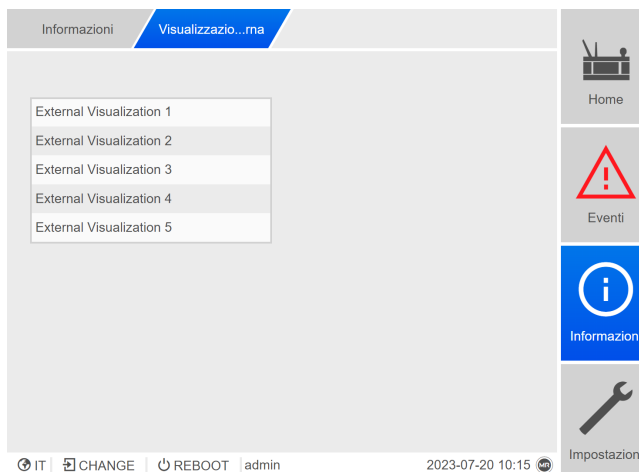 Informazioni
Visualizzazio...rna
External Visualization 1
External Visualization 2
External Visualization 3
External Visualization 4
External Visualization 5
Home
Eventi
Informazion
Impostazion
IT CHANGE REBOOT admin 2023-07-20 10:15 MR